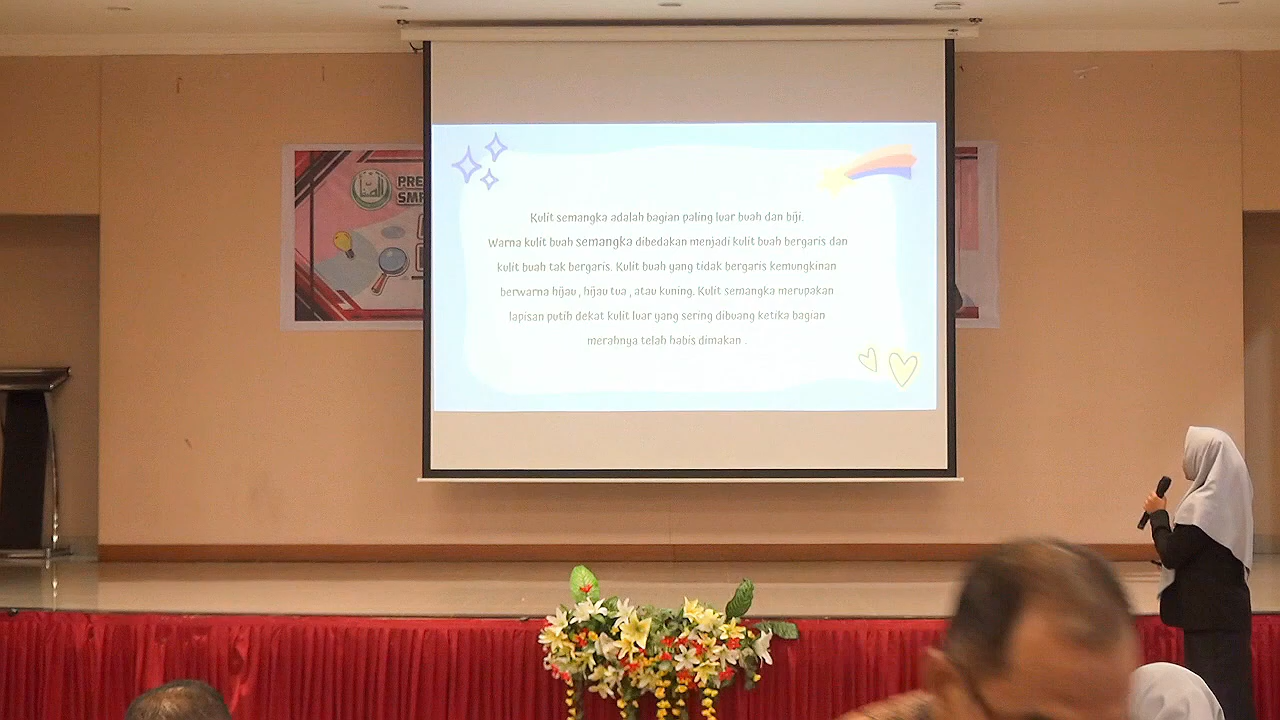 PRE
SMP
Kulit semangka adalah bagian paling luar buah dan biji.
Warna kulit buah semangka dibedakan menjadi kulit buah bergaris dan
kulit buah tak bergaris. Kulit buah yang tidak bergaris kemungkinan
berwarna hijau , hijau tua , atau kuning. Kulit semangka merupakan
lapisan putih dekat kulit luar yang sering dibuang ketika bagian
merahnya telah habis dimakan .